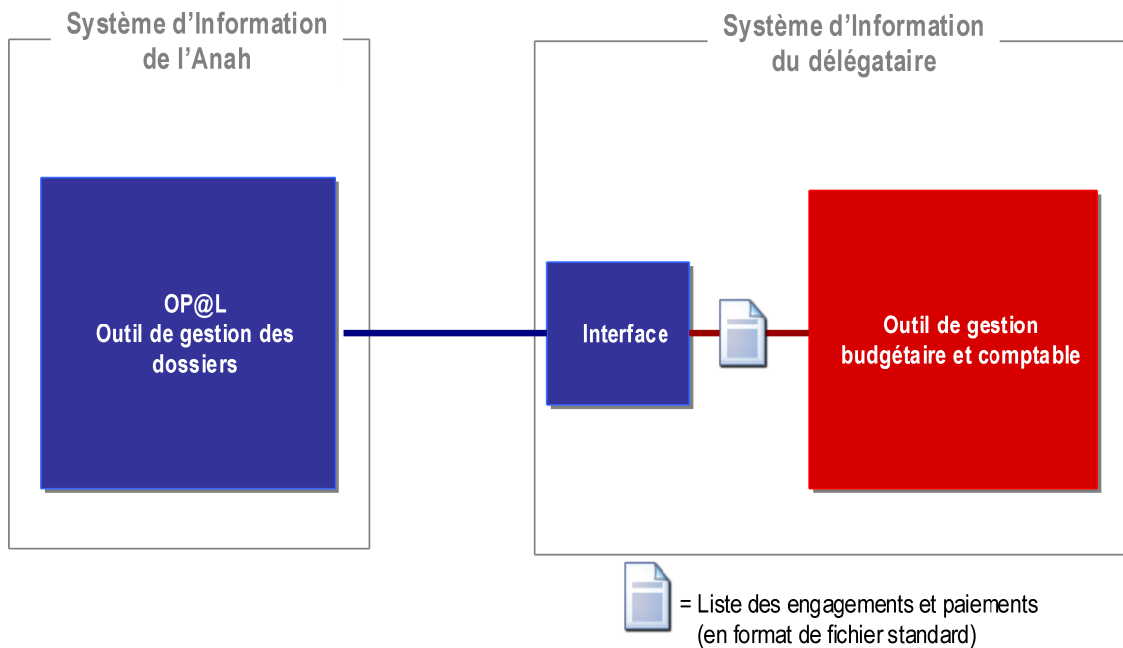 Système d'Information
de l'Anah
Système d'Information
du délégataire
OP@L
Outil de gestion des
dossiers
Interface
Outil de gestion
budgétaire et comptable
= Liste des engagements et paiements
(en format de fichier standard)